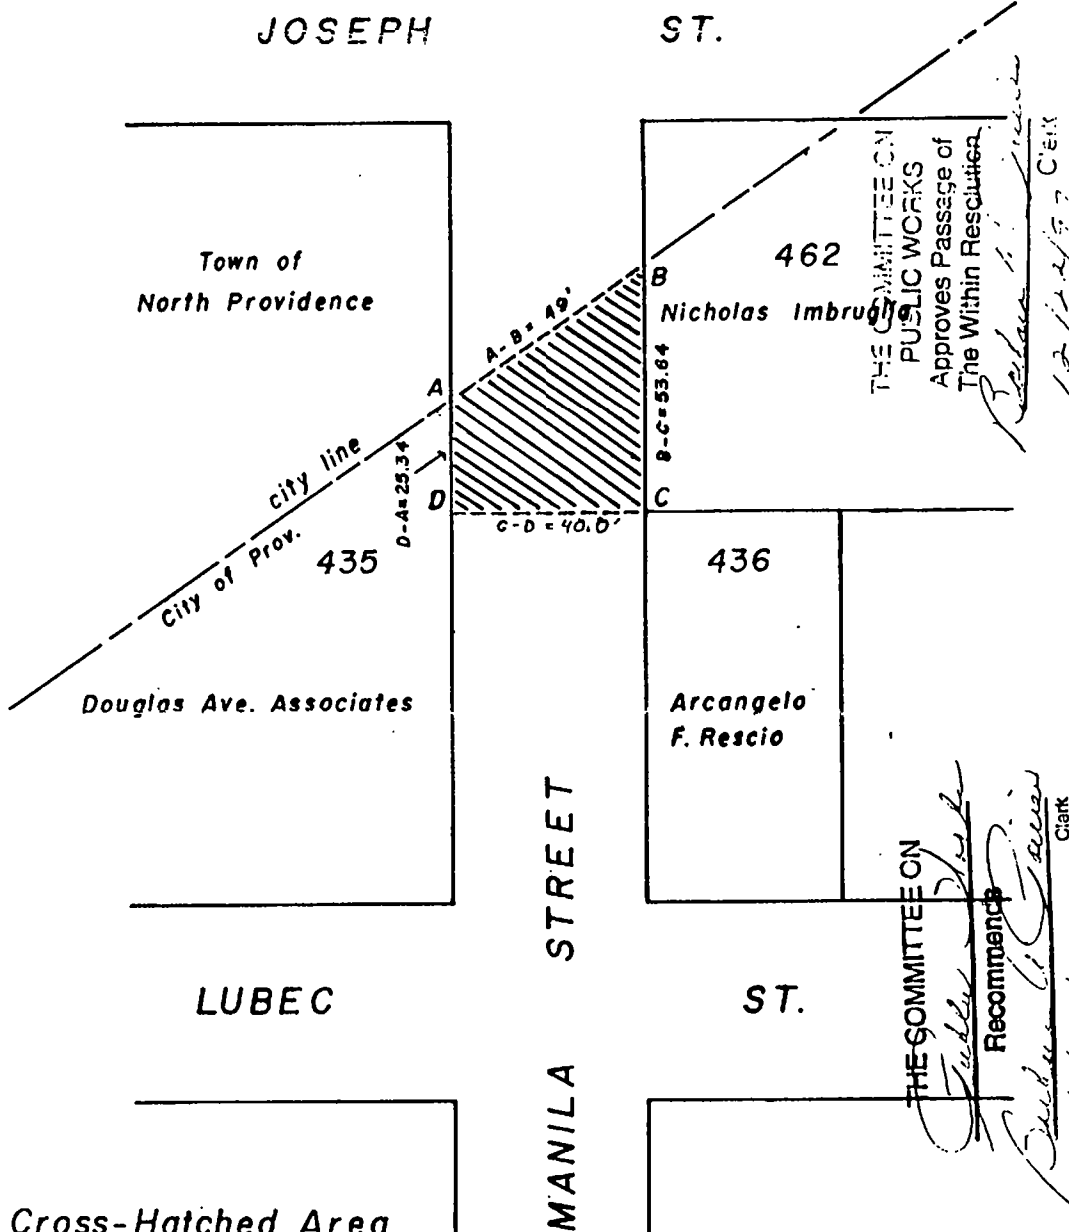 JOSEPH ST.
Town of
North Providence
462
Nicholas Imbruglia
A-B= 49'
A
B
B-C=53.64
D-A=25.34
D
C
C-D = 40.0'
city line
City of Prov.
435
436
Douglas Ave. Associates
Arcangelo
F. Rescio
MANILA STREET
LUBEC ST.
Cross-Hatched Area
THE COMMITTEE ON
PUBLIC WORKS
Approves Passage of
The Within Resolution
Clerk
THE COMMITTEE ON
Public Works
Recommends
Clerk